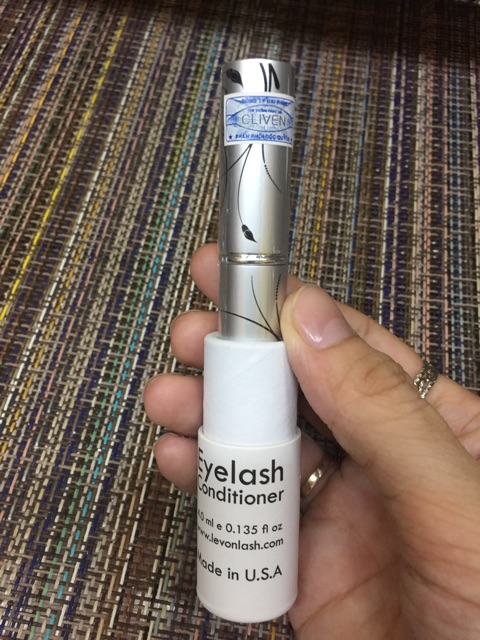 CLIVEN
Eyelash
Conditioner
4.0 ml e 0.135 fl oz
www.levonlash.com
Made in U.S.A